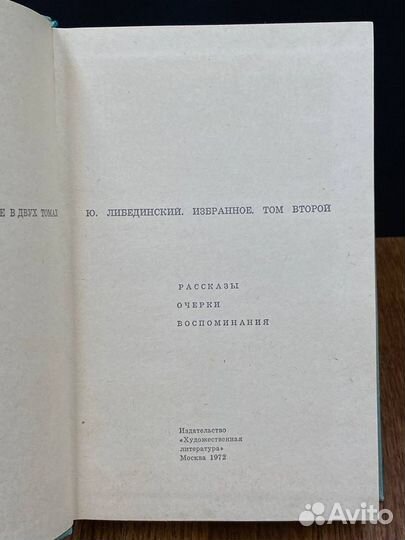 Е В ДВУХ ТОМАХ
Ю. ЛИБЕДИНСКИЙ. ИЗБРАННОЕ. ТОМ ВТОРОЙ
РАССКАЗЫ
ОЧЕРКИ
ВОСПОМИНАНИЯ
Издательство
«Художественная
литература»
Москва 1972
Avito